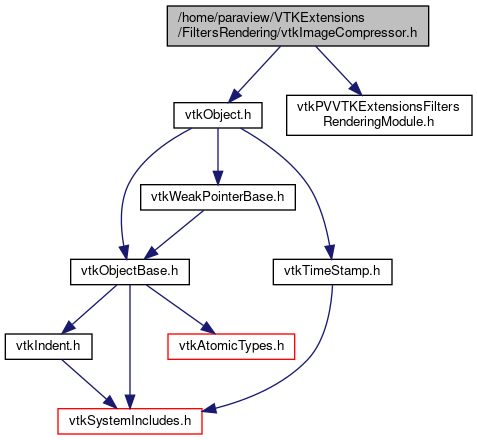 /home/paraview/VTKExtensions
/FiltersRendering/vtkImageCompressor.h
vtkObject.h
vtkPVVTKExtensionsFilters
RenderingModule.h
vtkWeakPointerBase.h
vtkObjectBase.h
vtkTimeStamp.h
vtkIndent.h
vtkAtomicTypes.h
vtkSystemIncludes.h